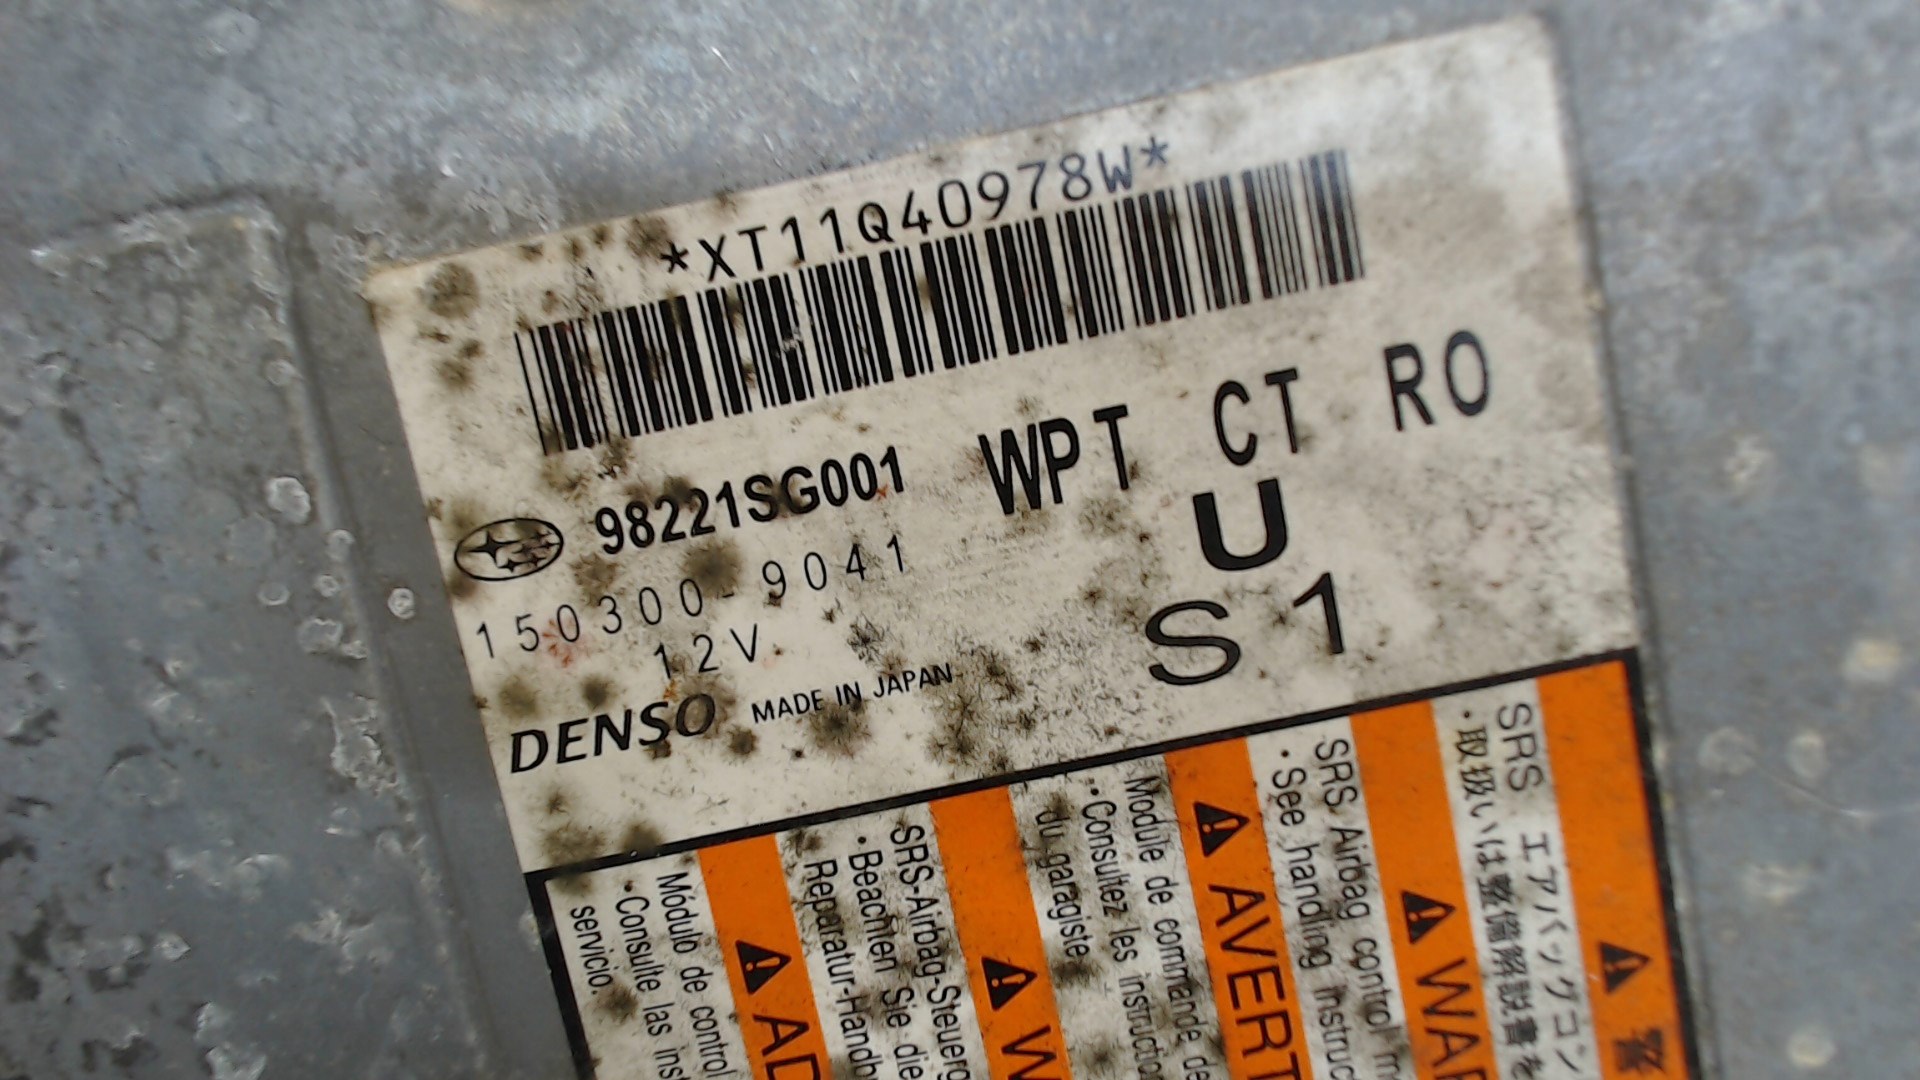 *XT11Q40978W*
98221SG001 WPT CT RO
150300-9041
U
12V
S1
DENSO MADE IN JAPAN
SRS エアバッグコン
・取扱いは整備解説書を
WAR
SRS Airbag control m
・See handling instruc
AVERT
Module de commande de
・Consultez les instruction
du garagiste
W
SRS-Airbag-Steuerg
・Beachten Sie die
Reparatur-Handb
AD
Módulo de control
・Consulte las inst
servicio.